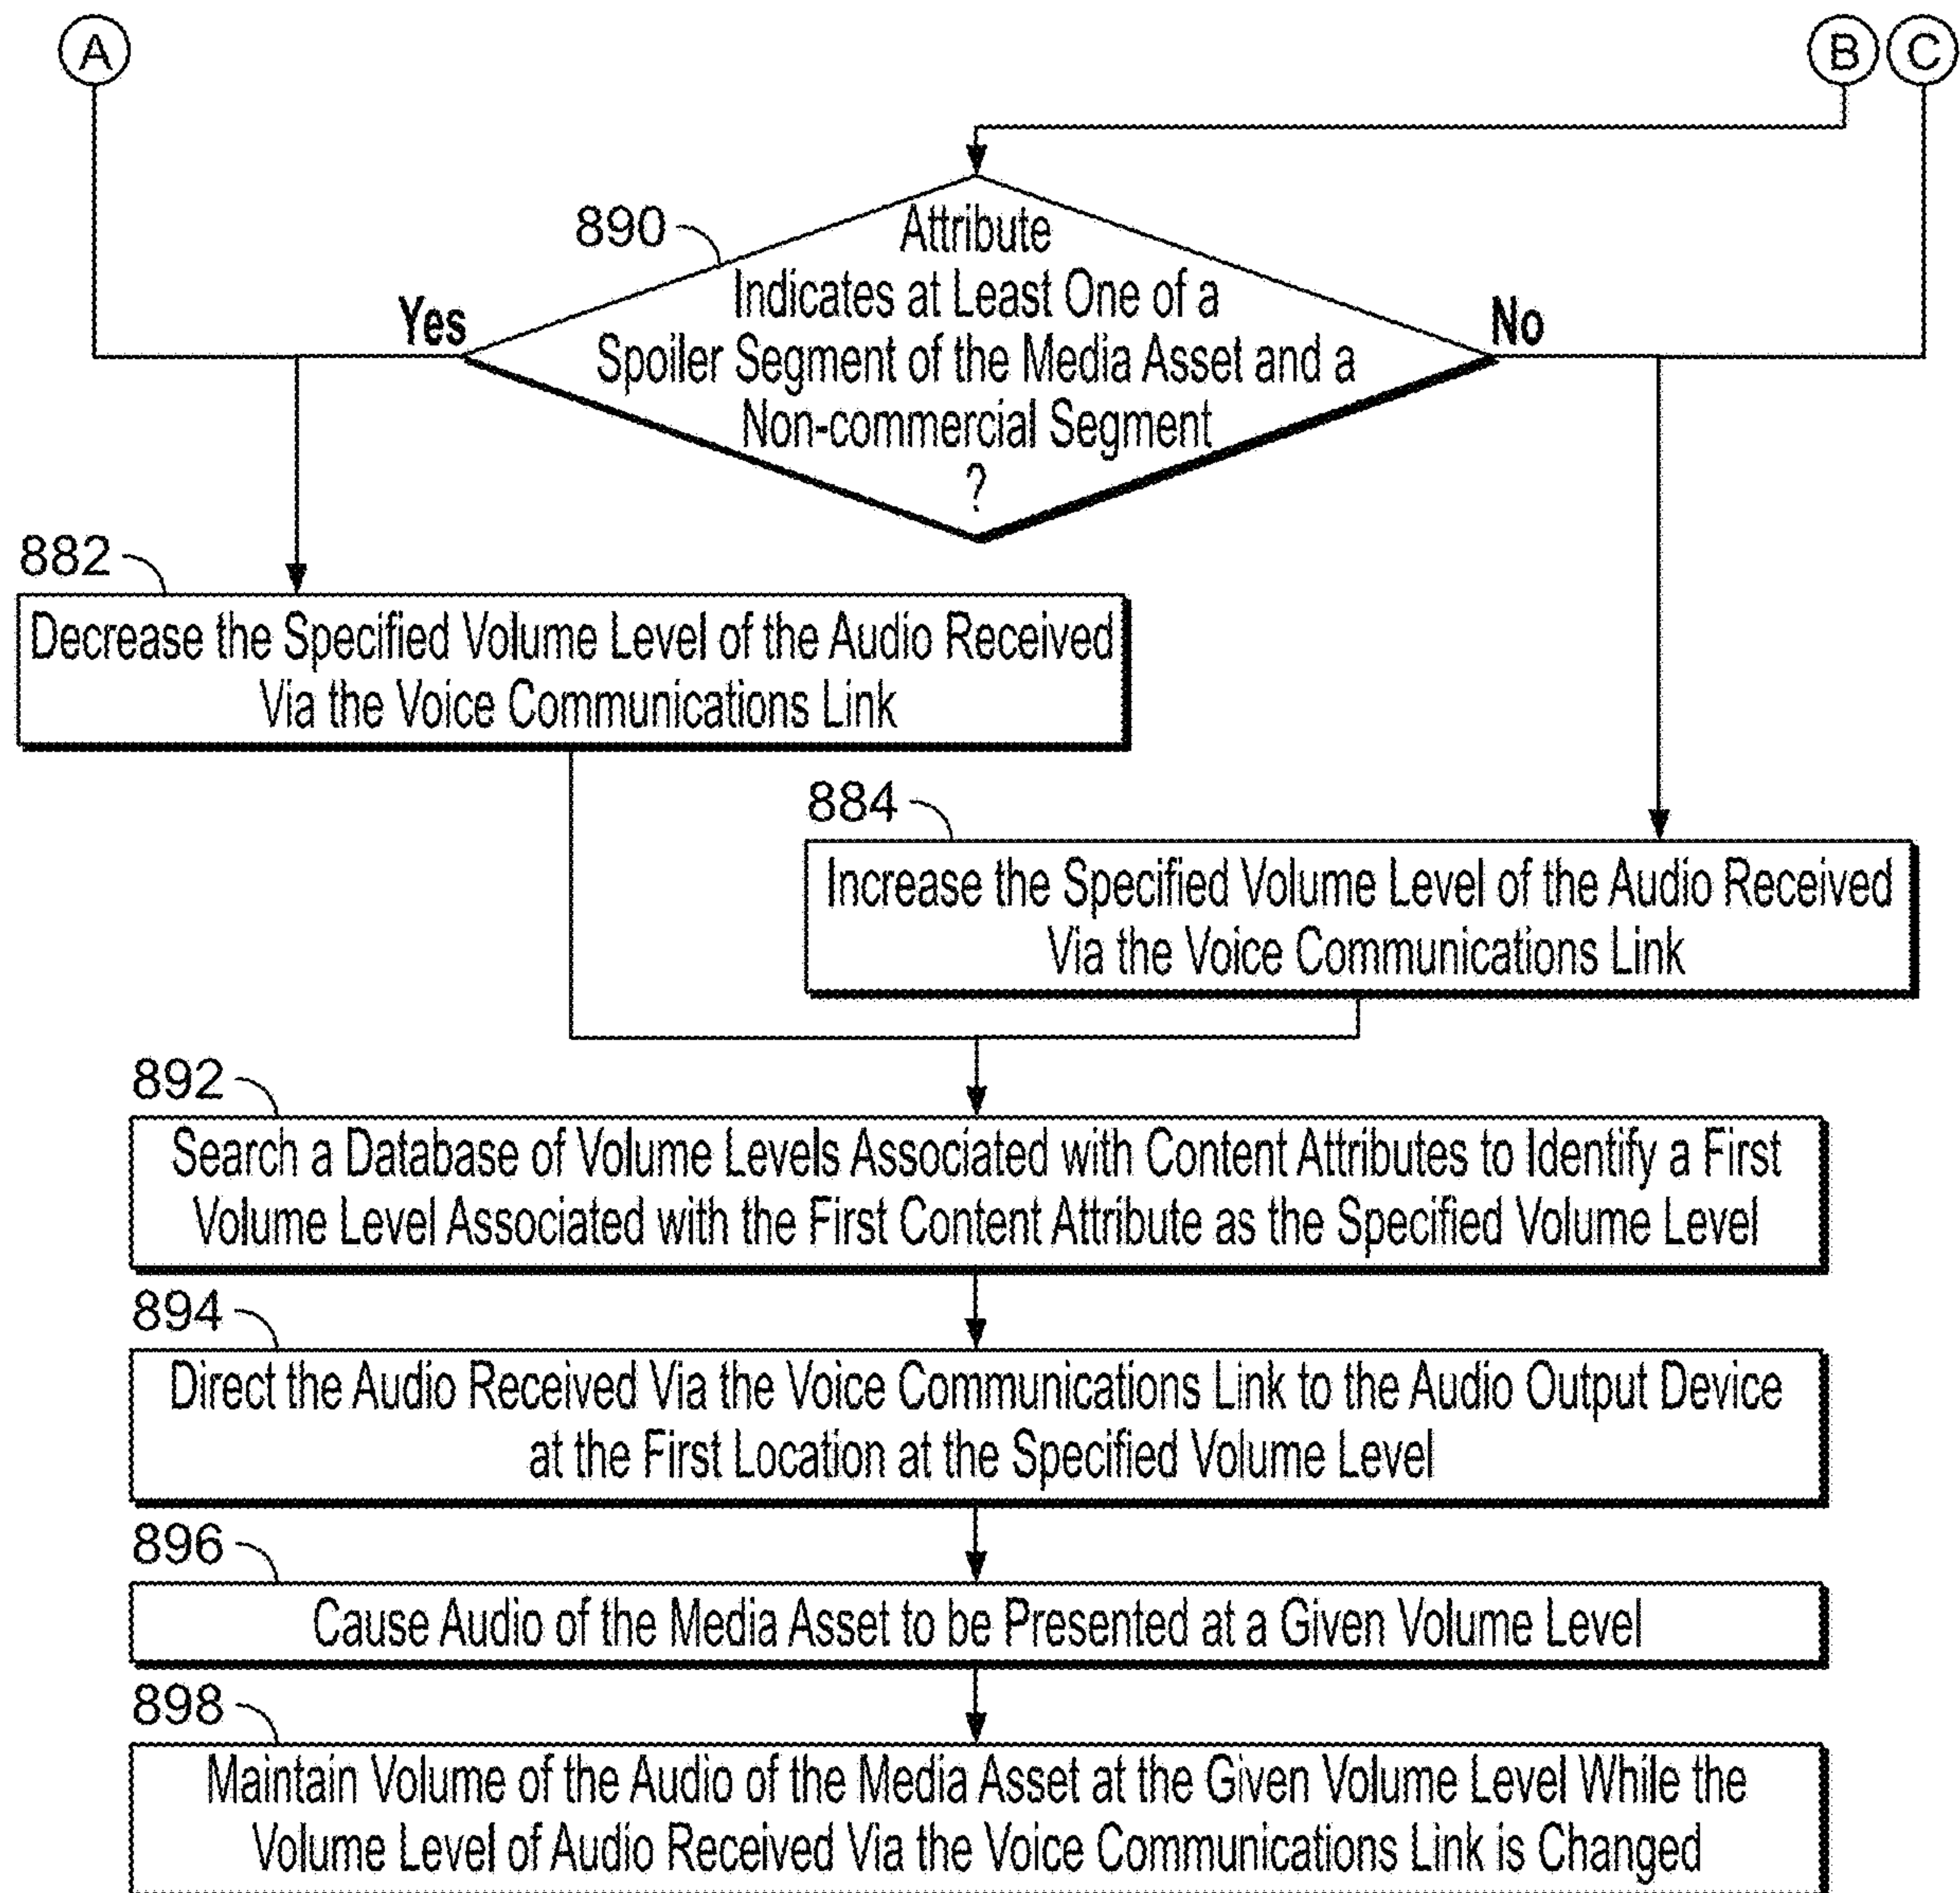 A
B
C
890
Attribute
Indicates at Least One of a
Spoiler Segment of the Media Asset and a
Non-commercial Segment
?
Yes
No
882
Decrease the Specified Volume Level of the Audio Received
Via the Voice Communications Link
884
Increase the Specified Volume Level of the Audio Received
Via the Voice Communications Link
892
Search a Database of Volume Levels Associated with Content Attributes to Identify a First
Volume Level Associated with the First Content Attribute as the Specified Volume Level
894
Direct the Audio Received Via the Voice Communications Link to the Audio Output Device
at the First Location at the Specified Volume Level
896
Cause Audio of the Media Asset to be Presented at a Given Volume Level
898
Maintain Volume of the Audio of the Media Asset at the Given Volume Level While the
Volume Level of Audio Received Via the Voice Communications Link is Changed